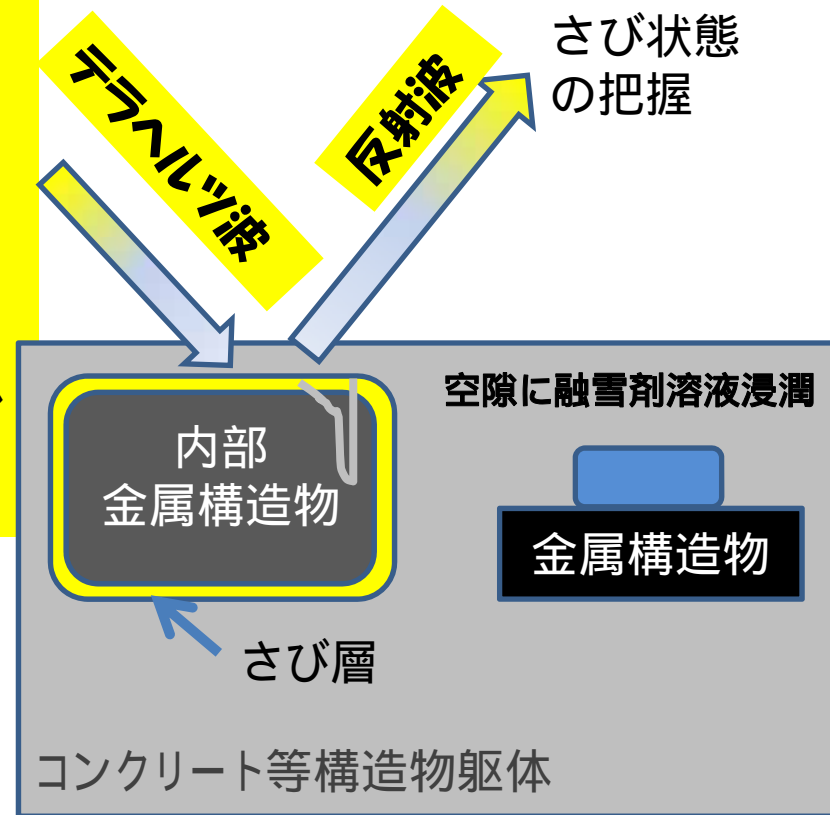 さび状態
の把握
テラヘルツ波
反射波
空隙に融雪剤溶液浸潤
内部
金属構造物
金属構造物
さび層
コンクリート等構造物躯体